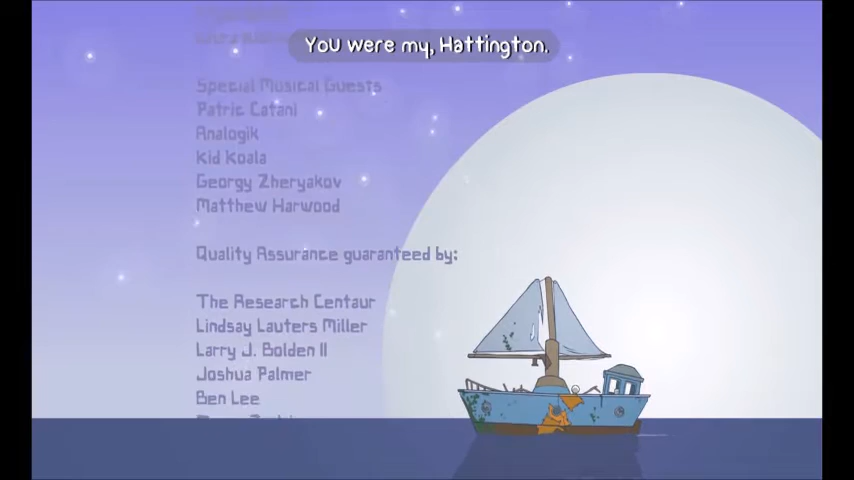 You were my, Hattington.
Special Musical Guests
Patric Catani
Analogik
Kid Koala
Georgy Zheryakov
Matthew Harwood
Quality Assurance guaranteed by:
The Research Centaur
Lindsay Lauters Miller
Larry J. Bolden II
Joshua Palmer
Ben Lee